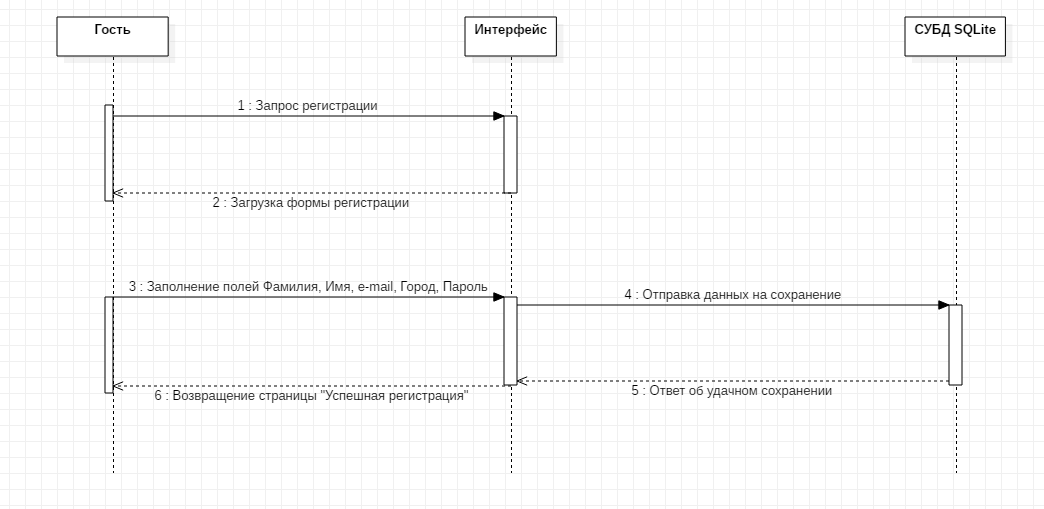 Гость
Интерфейс
СУБД SQLite
1 : Запрос регистрации
2 : Загрузка формы регистрации
3 : Заполнение полей Фамилия, Имя, e-mail, Город, Пароль
4 : Отправка данных на сохранение
5 : Ответ об удачном сохранении
6 : Возвращение страницы "Успешная регистрация"